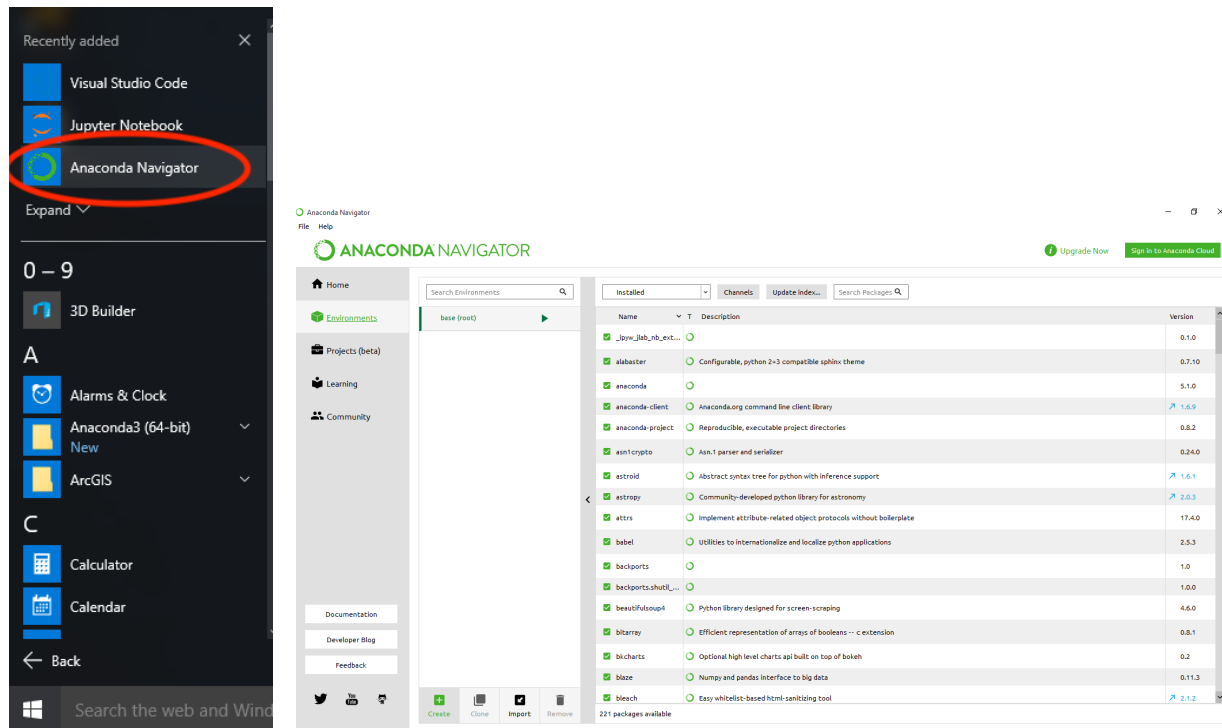 Recently added
Visual Studio Code
Jupyter Notebook
Anaconda Navigator
Expand
0 – 9
3D Builder
A
Alarms & Clock
Anaconda3 (64-bit)
New
ArcGIS
C
Calculator
Calendar
Back
Search the web and Wind
Anaconda Navigator
File Help
ANACONDA NAVIGATOR
Upgrade Now Sign in to Anaconda Cloud
Home
Environments
Projects (beta)
Learning
Community
Documentation
Developer Blog
Feedback
You Tube
Search Environments
base (root)
Create Clone Import Remove
Installed Channels Update index... Search Packages
Name T Description Version
_ipyw_jlab_nb_ext... 0.1.0
alabaster Configurable, python 2+3 compatible sphinx theme 0.7.10
anaconda 5.1.0
anaconda-client Anaconda.org command line client library 1.6.9
anaconda-project Reproducible, executable project directories 0.8.2
asn1crypto Asn.1 parser and serializer 0.24.0
astroid Abstract syntax tree for python with inference support 1.6.1
astropy Community-developed python library for astronomy 2.0.3
attrs Implement attribute-related object protocols without boilerplate 17.4.0
babel Utilities to internationalize and localize python applications 2.5.3
backports 1.0
backports.shutil_... 1.0.0
beautifulsoup4 Python library designed for screen-scraping 4.6.0
bitarray Efficient representation of arrays of booleans -- c extension 0.8.1
bkcharts Optional high level charts api built on top of bokeh 0.2
blaze Numpy and pandas interface to big data 0.11.3
bleach Easy whitelist-based html-sanitizing tool 2.1.2
221 packages available